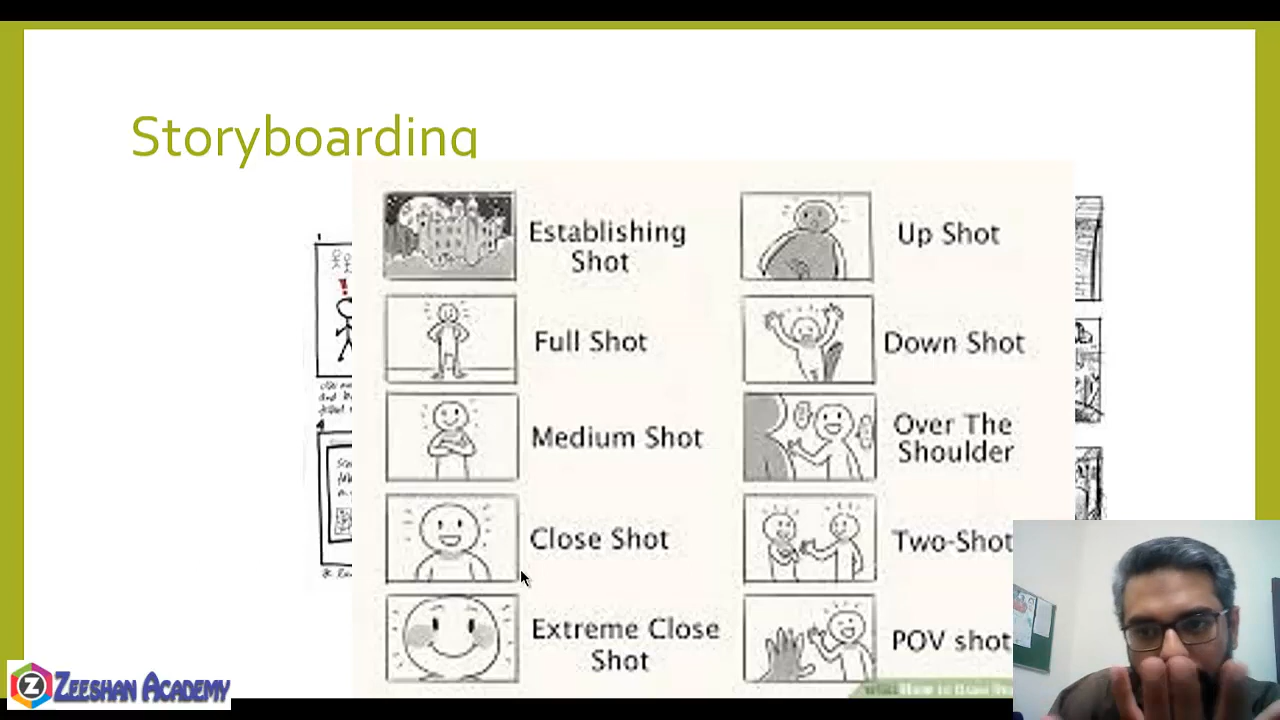 Storyboarding
Establishing
Shot
Up Shot
Full Shot
Down Shot
Medium Shot
Over The
Shoulder
Close Shot
Two-Shot
Extreme Close
Shot
POV shot
Z ZEESHAN ACADEMY